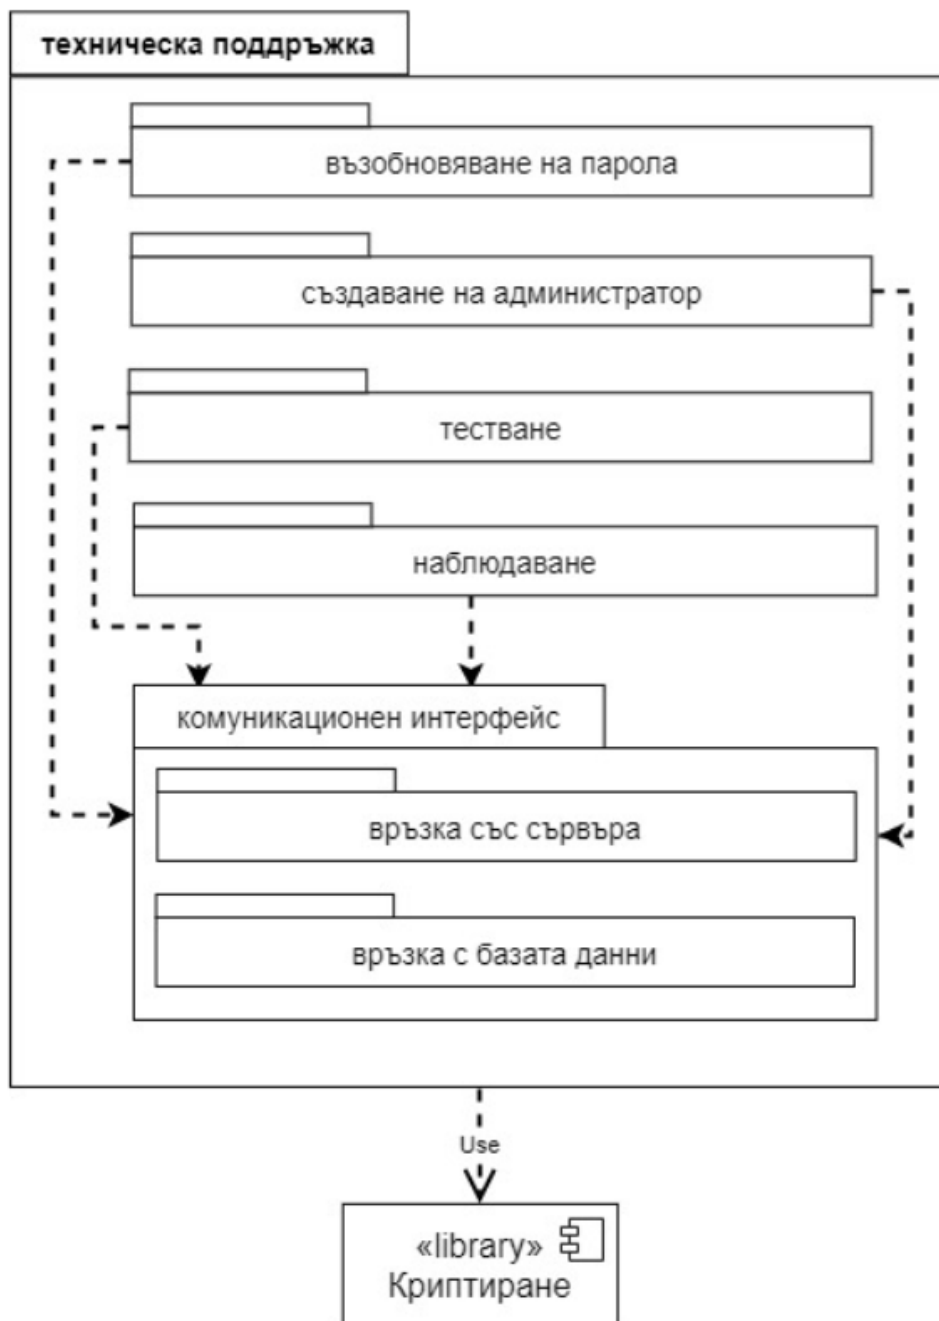 техническа поддръжка
възобновяване на парола
създаване на администратор
тестване
наблюдаване
комуникационен интерфейс
връзка със сървъра
връзка с базата данни
Use
«library»
Криптиране